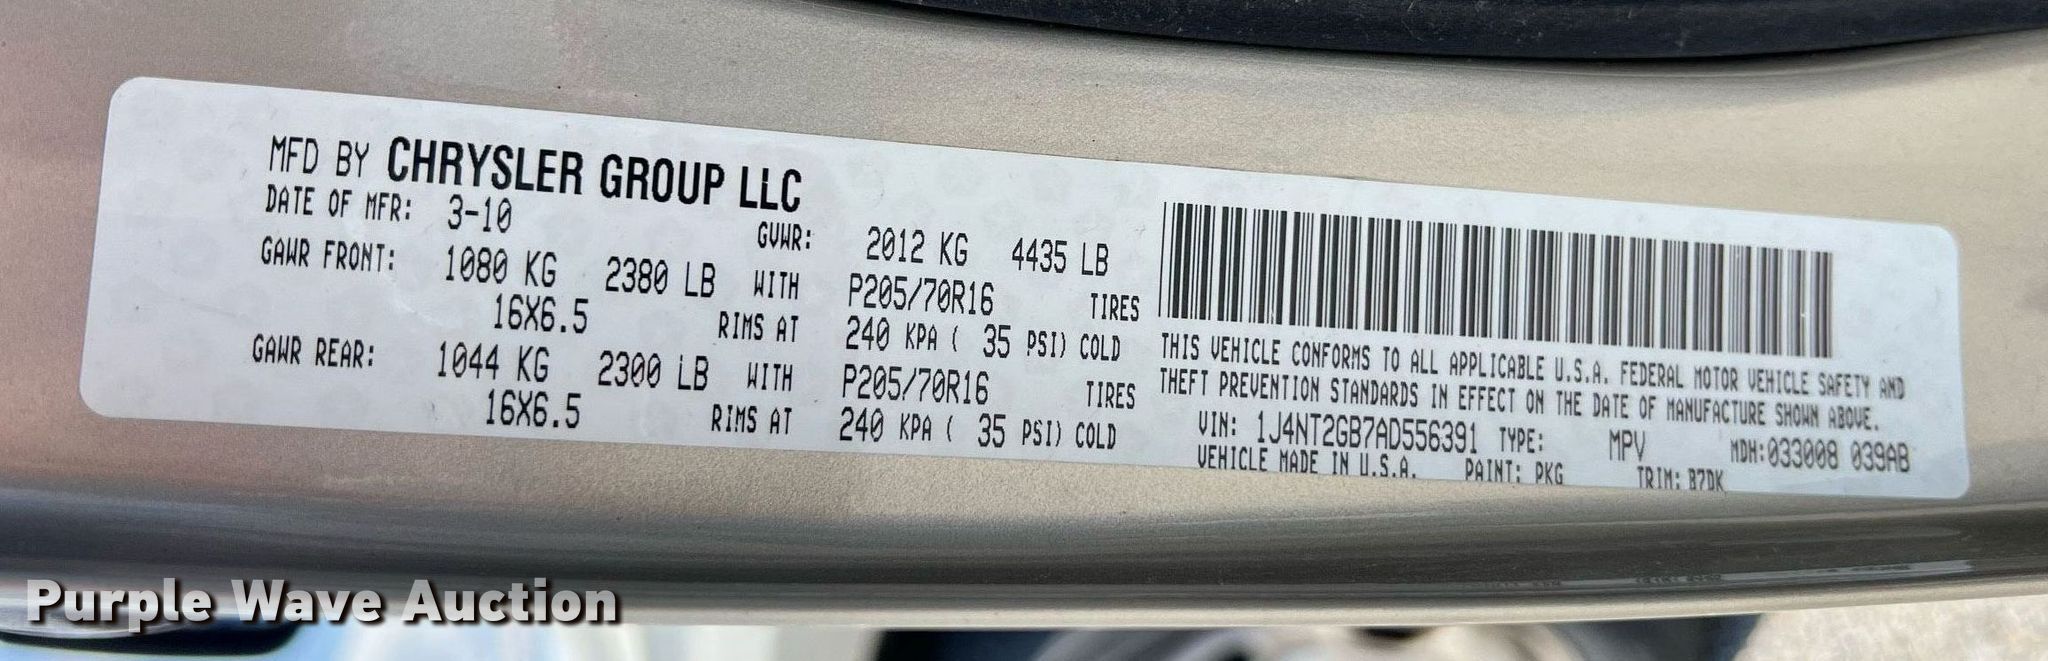 MFD BY CHRYSLER GROUP LLC
DATE OF MFR: 3-10 GVWR: 2012 KG 4435 LB
GAWR FRONT: 1080 KG 2380 LB WITH P205/70R16 TIRES
16X6.5 RIMS AT 240 KPA ( 35 PSI) COLD
GAWR REAR: 1044 KG 2300 LB WITH P205/70R16 TIRES
16X6.5 RIMS AT 240 KPA ( 35 PSI) COLD
THIS VEHICLE CONFORMS TO ALL APPLICABLE U.S.A. FEDERAL MOTOR VEHICLE SAFETY AND
THEFT PREVENTION STANDARDS IN EFFECT ON THE DATE OF MANUFACTURE SHOWN ABOVE.
VIN: 1J4NT2GB7AD556391 TYPE: MPV MDH:033008 039AB
VEHICLE MADE IN U.S.A. PAINT: PKG TRIM: B7DK
Purple Wave Auction